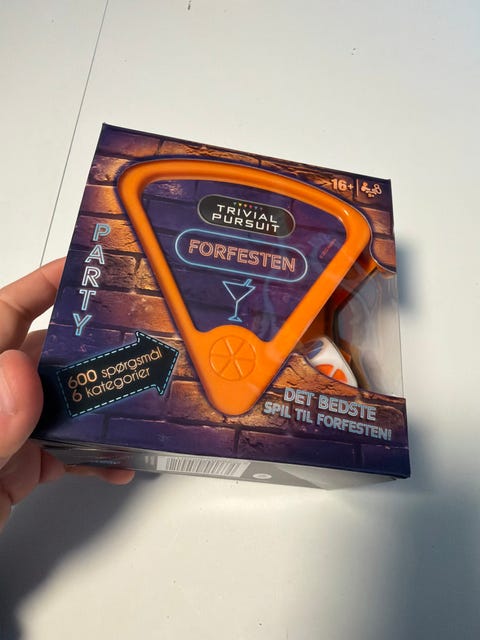 16+
TRIVIAL
PURSUIT
FORFESTEN
PARTY
600 spørgsmål
6 kategorier
DET BEDSTE
SPIL TIL FORFESTEN!